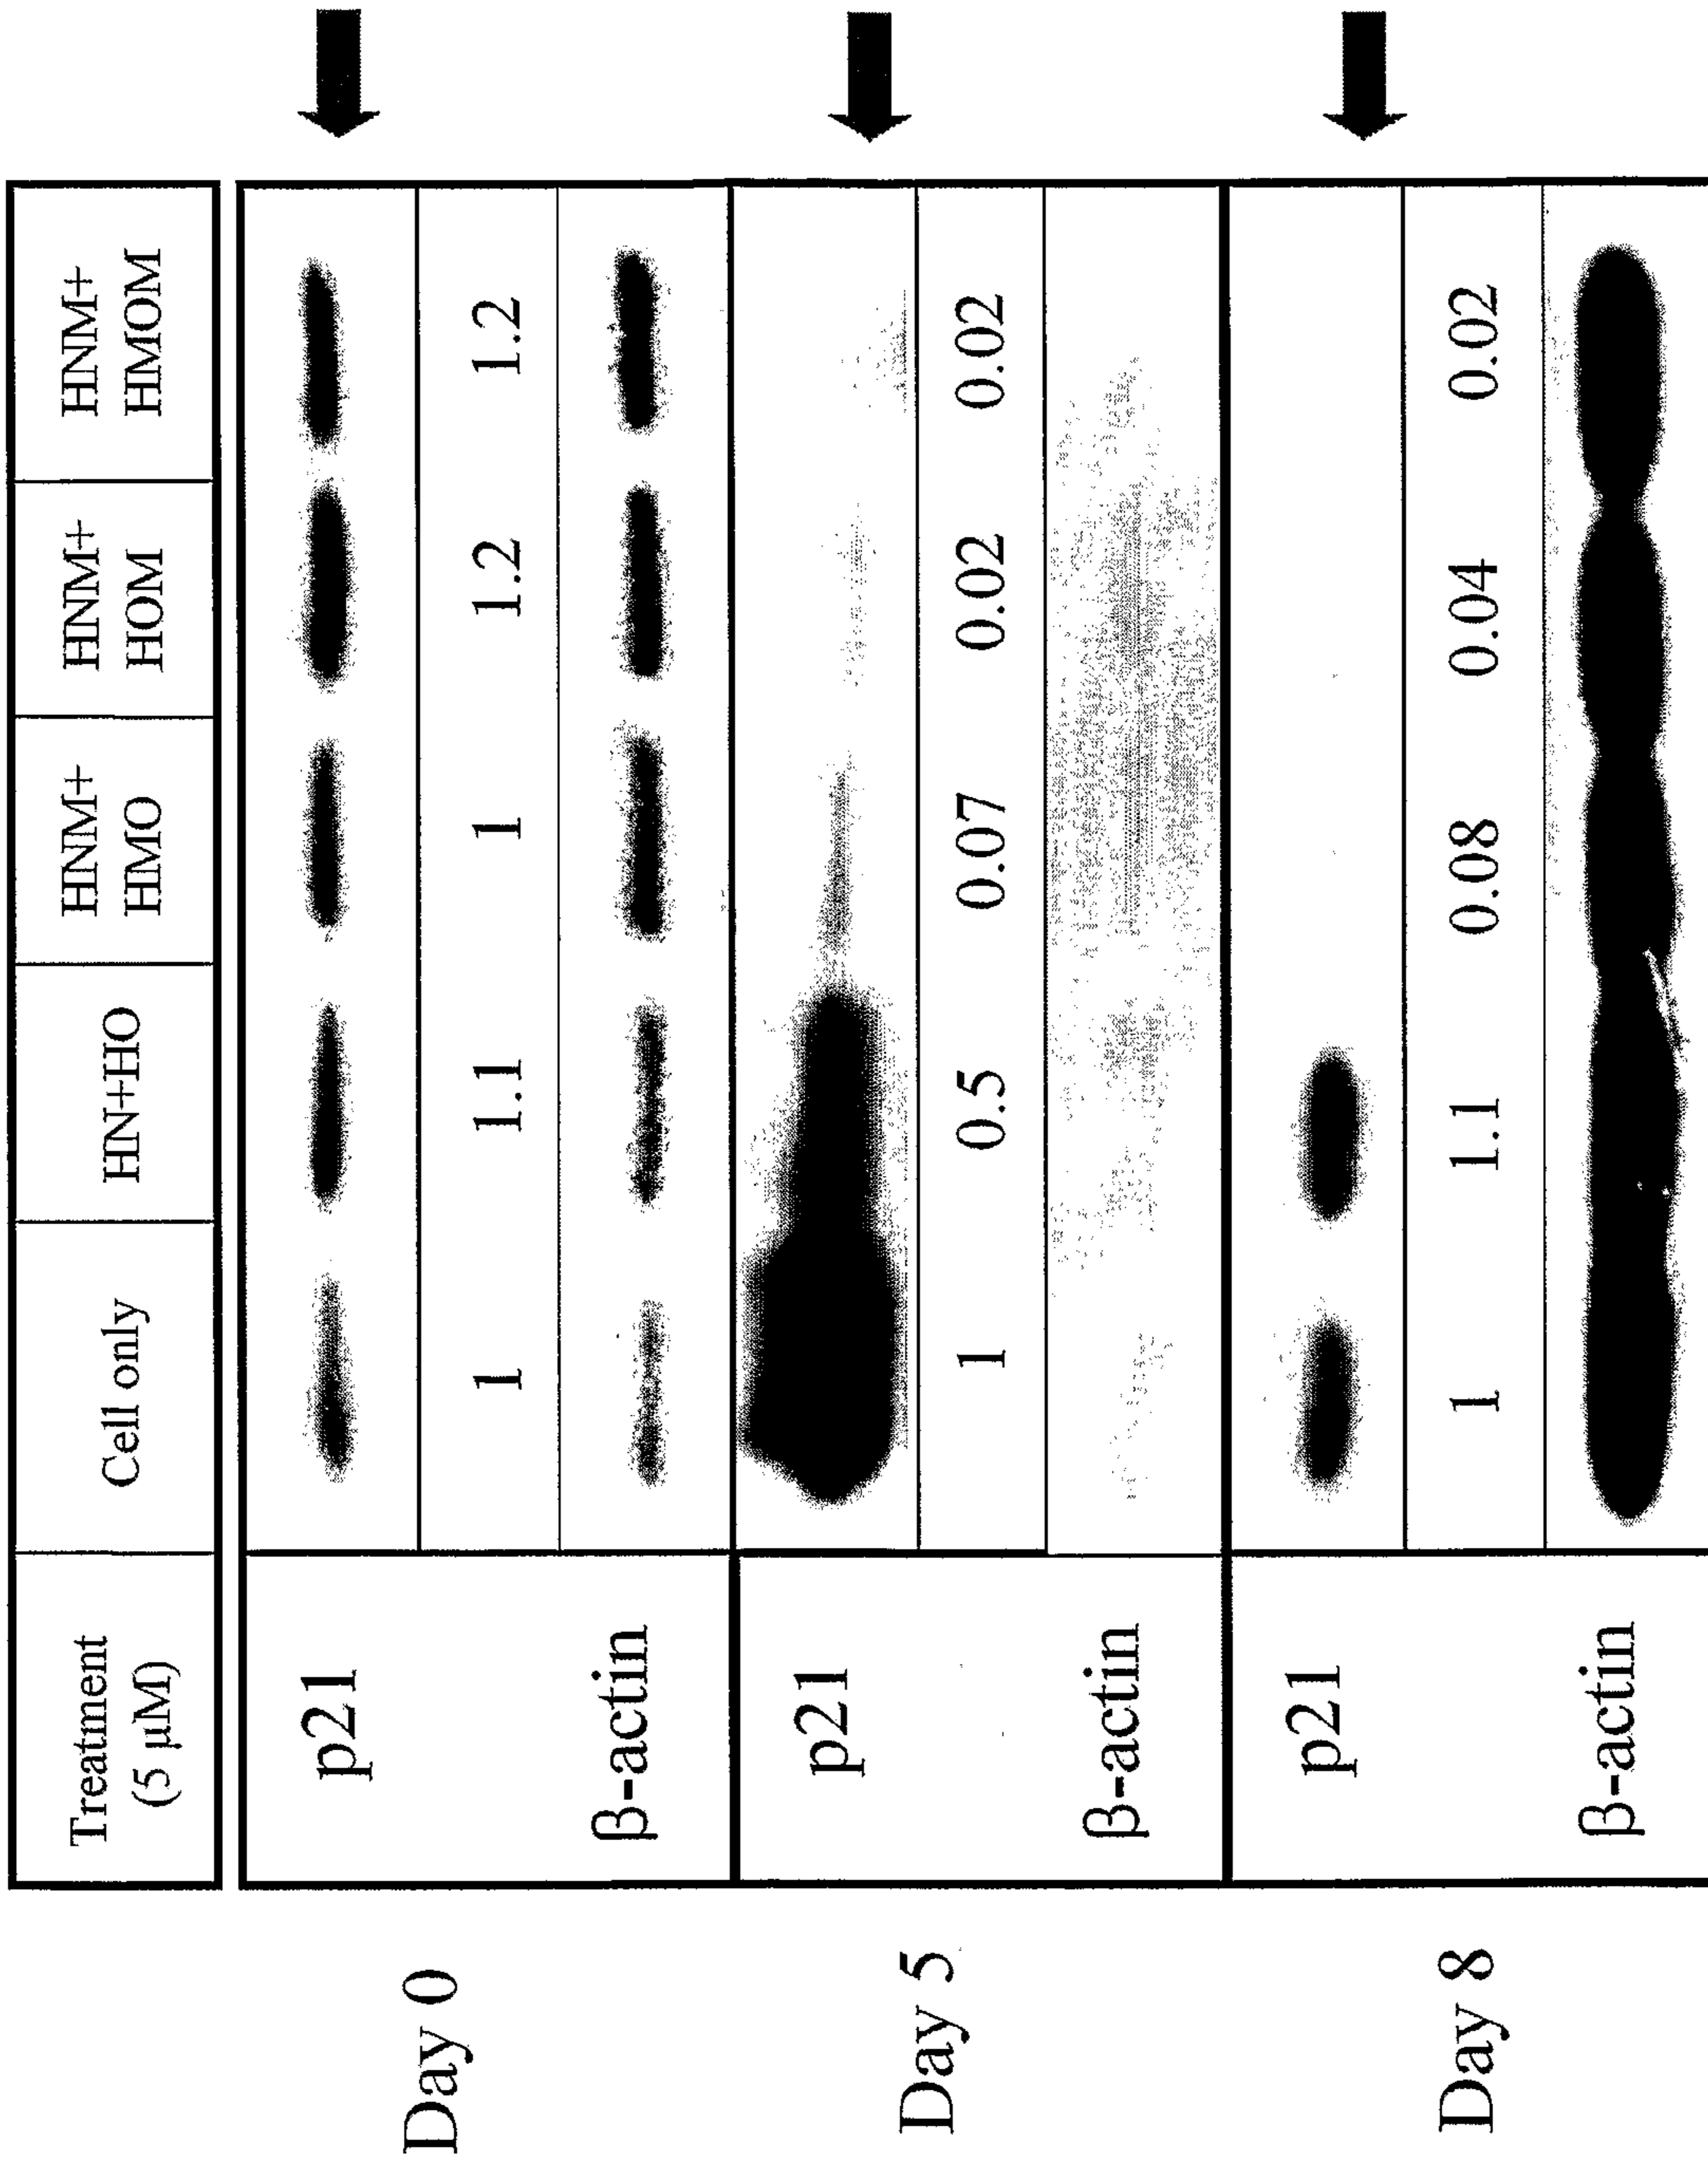 Treatment
(5 µM)
Cell only
HN+HO
HNM+
HMO
HNM+
HOM
HNM+
HMOM
Day 0
p21
1
1.1
1
1.2
1.2
β-actin
Day 5
p21
1
0.5
0.07
0.02
0.02
β-actin
Day 8
p21
1
1.1
0.08
0.04
0.02
β-actin